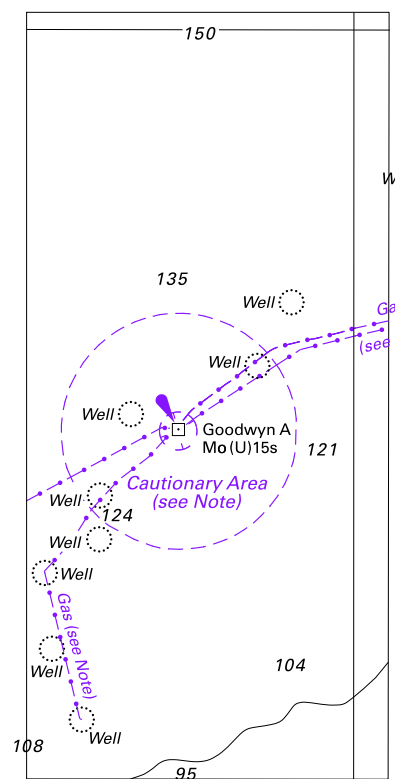 150
W
135
Well
Ga
(see
Well
Well
Goodwyn A
Mo (U) 15s
121
Cautionary Area
(see Note)
Well
124
Well
Well
Gas (see Note)
Well
104
Well
108
95